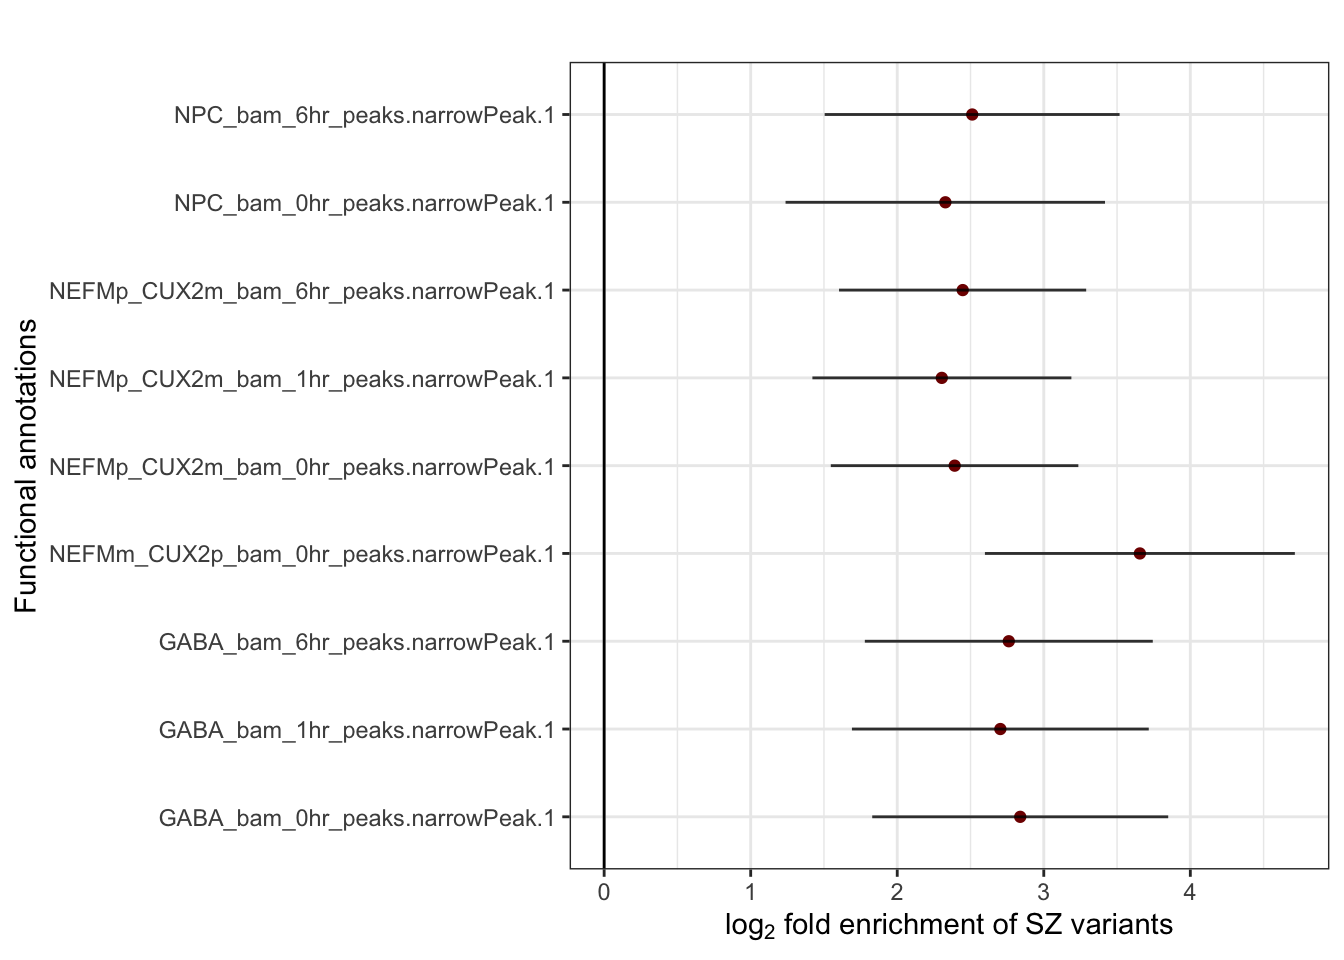 NPC_bam_6hr_peaks.narrowPeak.1
NPC_bam_0hr_peaks.narrowPeak.1
NEFMp_CUX2m_bam_6hr_peaks.narrowPeak.1
NEFMp_CUX2m_bam_1hr_peaks.narrowPeak.1
NEFMp_CUX2m_bam_0hr_peaks.narrowPeak.1
NEFMm_CUX2p_bam_0hr_peaks.narrowPeak.1
GABA_bam_6hr_peaks.narrowPeak.1
GABA_bam_1hr_peaks.narrowPeak.1
GABA_bam_0hr_peaks.narrowPeak.1
Functional annotations
0 1 2 3 4
log₂ fold enrichment of SZ variants